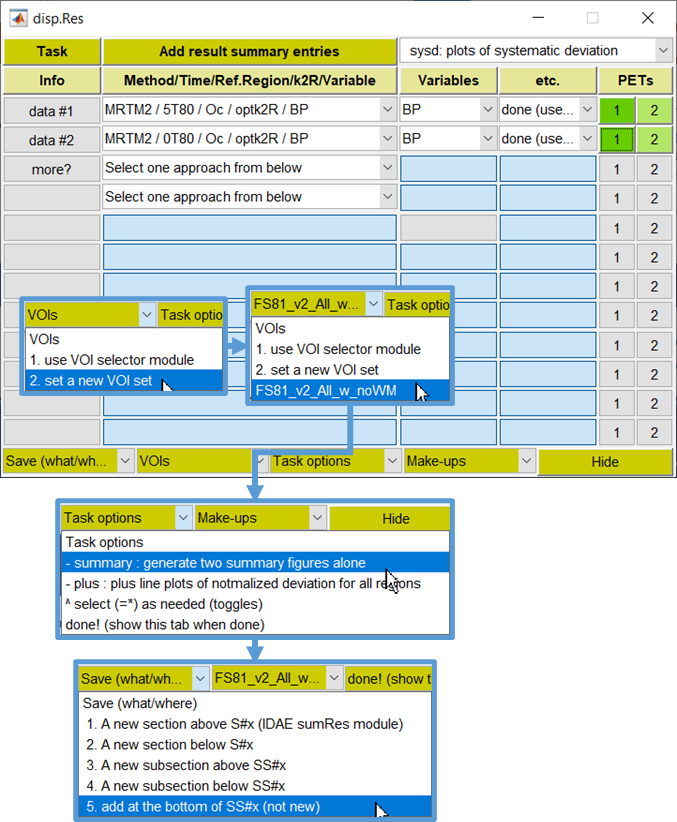 disp.Res
Task Add result summary entries sysd: plots of systematic deviation
Info Method/Time/Ref.Region/k2R/Variable Variables etc. PETs
data #1 MRTM2 / 5T80 / Oc / optk2R / BP BP done (use... 1 2
data #2 MRTM2 / 0T80 / Oc / optk2R / BP BP done (use... 1 2
more? Select one approach from below 1 2
Select one approach from below 1 2
1 2
1 2
1 2
1 2
1 2
1 2
1 2
1 2
VOIs Task optio
VOIs
1. use VOI selector module
2. set a new VOI set
FS81_v2_All_w... Task optio
VOIs
1. use VOI selector module
2. set a new VOI set
FS81_v2_All_w_noWM
Save (what/wh... VOIs Task options Make-ups Hide
Task options Make-ups Hide
Task options
- summary : generate two summary figures alone
- plus : plus line plots of notmalized deviation for all regions
^ select (=*) as needed (toggles)
done! (show this tab when done)
Save (what/wh... FS81_v2_All_w... done! (show t
Save (what/where)
1. A new section above S#x (IDAE sumRes module)
2. A new section below S#x
3. A new subsection above SS#x
4. A new subsection below SS#x
5. add at the bottom of SS#x (not new)